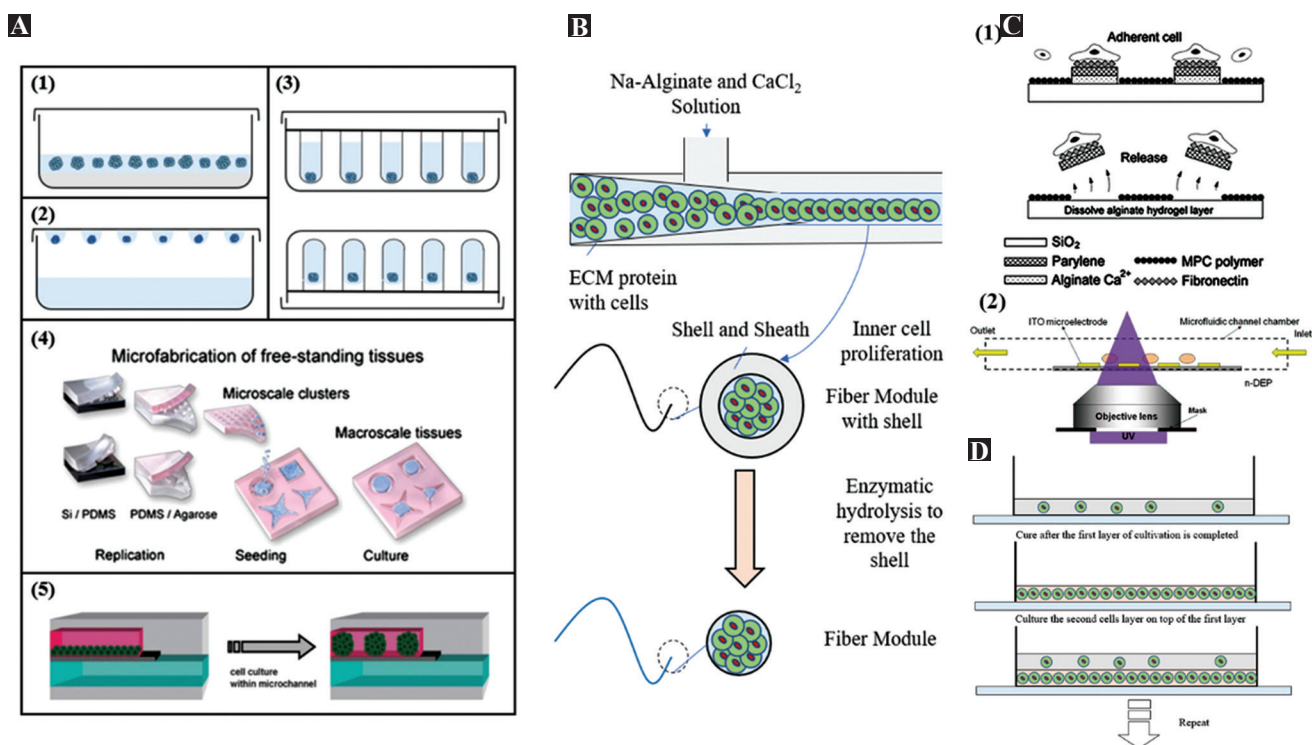 A
(1)
(2)
(3)
(4)
Microfabrication of free-standing tissues
Microscale clusters
Macroscale tissues
Si / PDMS
PDMS / Agarose
Replication
Seeding
Culture
(5)
cell culture
within microchannel
B
Na-Alginate and CaCl₂
Solution
ECM protein
with cells
Shell and Sheath
Inner cell
proliferation
Fiber Module
with shell
Enzymatic
hydrolysis to
remove the
shell
Fiber Module
C
(1)
Adherent cell
Release
Dissolve alginate hydrogel layer
SiO₂
Parylene
MPC polymer
Alginate Ca²⁺
Fibronectin
(2)
ITO microelectrode
Microfluidic channel chamber
Outlet
Inlet
n-DEP
Objective lens
Mask
UV
D
Cure after the first layer of cultivation is completed
Culture the second cells layer on top of the first layer
Repeat